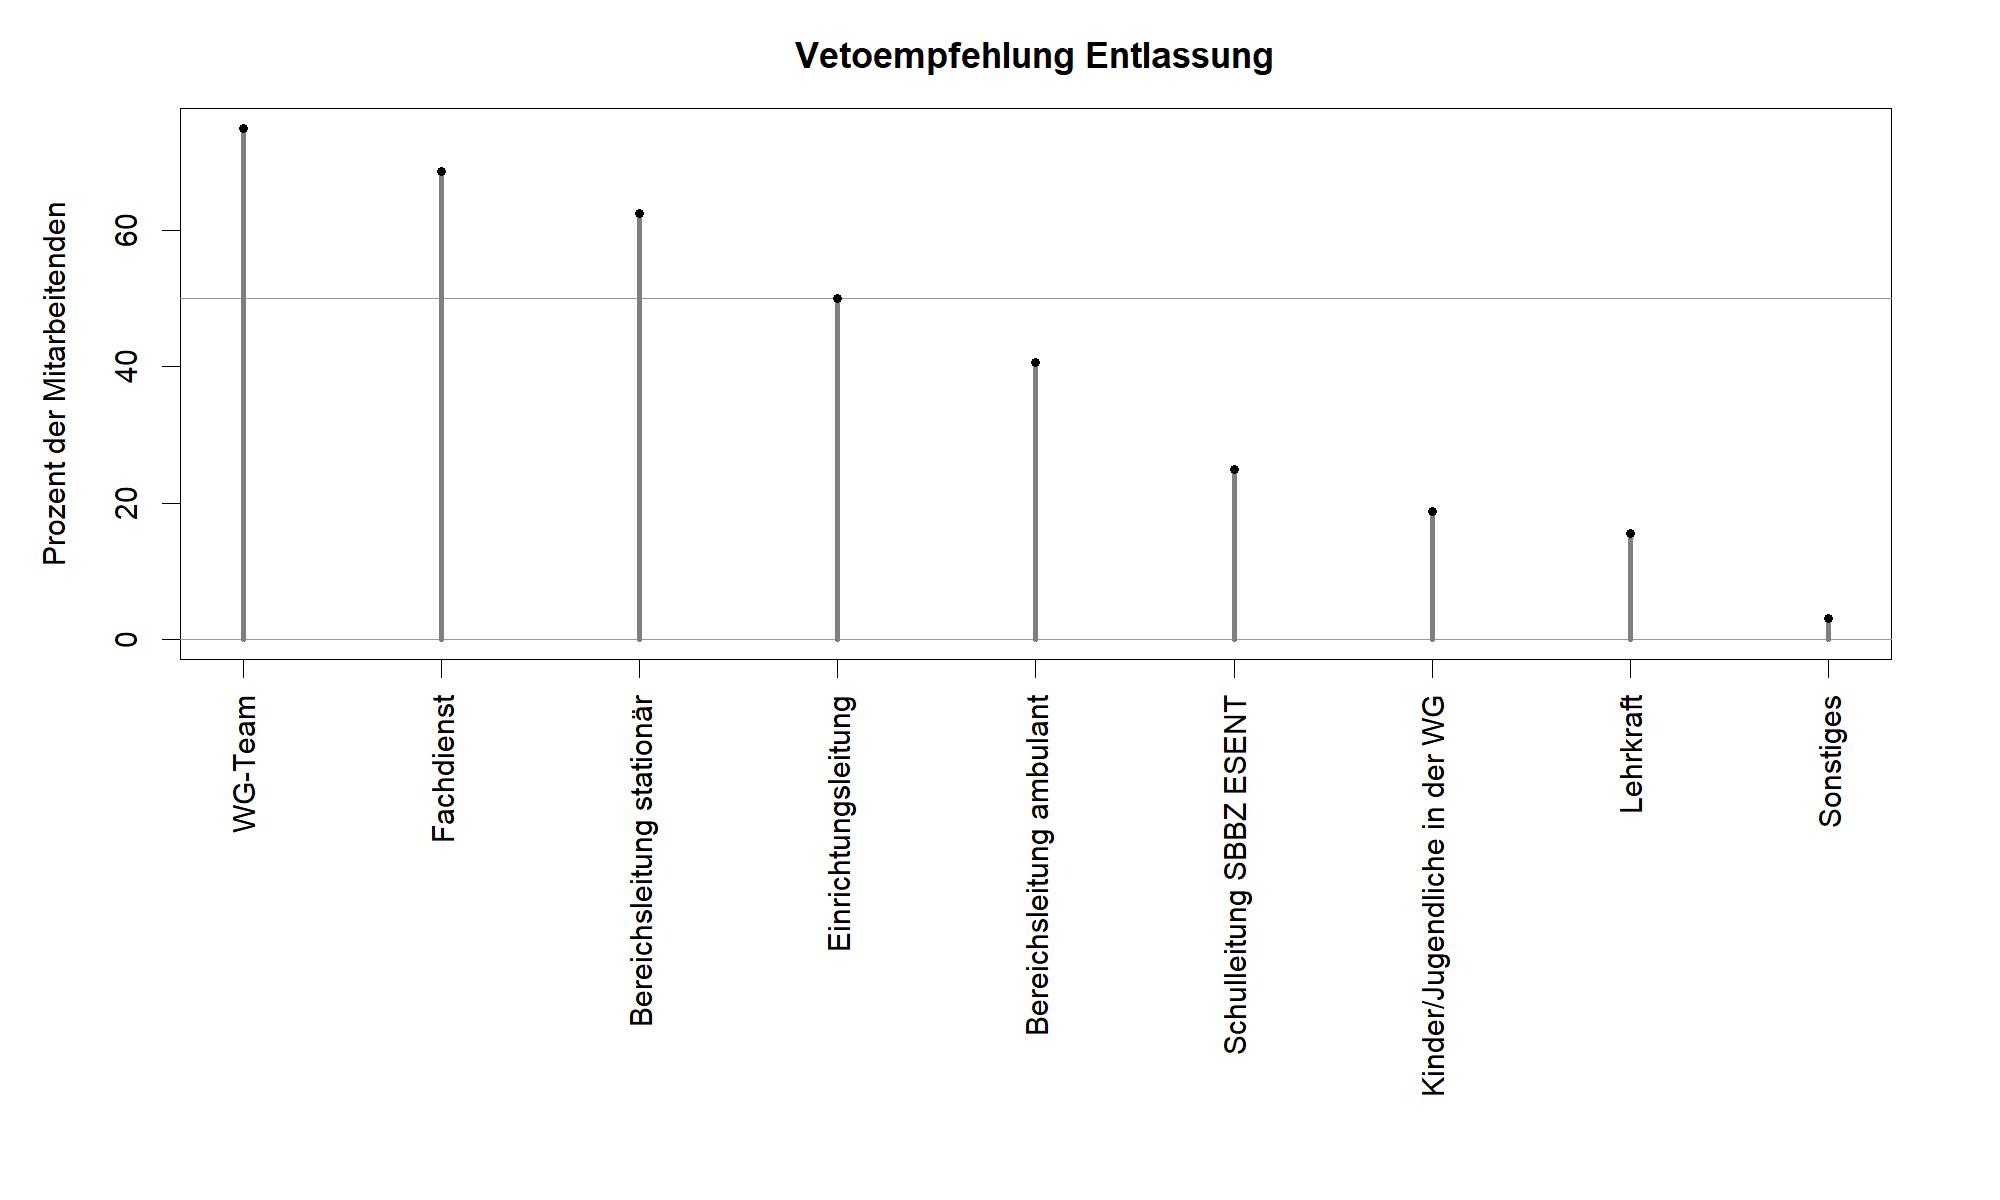 Vetoempfehlung Entlassung
Prozent der Mitarbeitenden
60
40
20
0
WG-Team
Fachdienst
Bereichsleitung stationär
Einrichtungsleitung
Bereichsleitung ambulant
Schulleitung SBBZ ESENT
Kinder/Jugendliche in der WG
Lehrkraft
Sonstiges